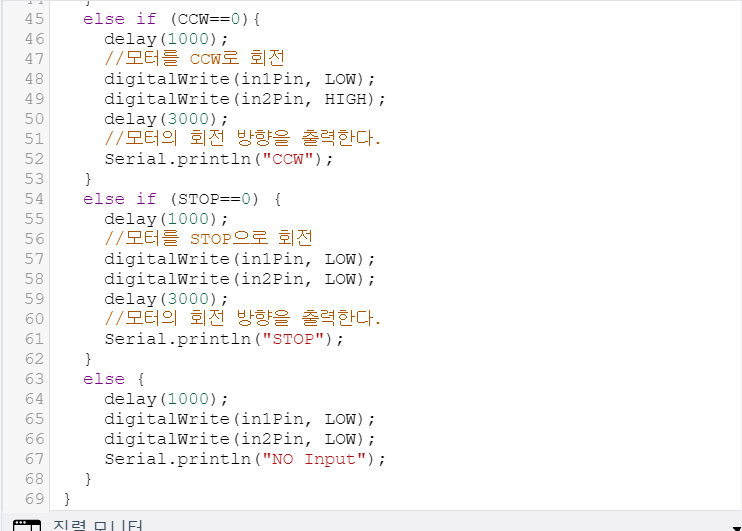 45 else if (CCW==0){
46 delay(1000);
47 //모터를 CCW로 회전
48 digitalWrite(in1Pin, LOW);
49 digitalWrite(in2Pin, HIGH);
50 delay(3000);
51 //모터의 회전 방향을 출력한다.
52 Serial.println("CCW");
53 }
54 else if (STOP==0) {
55 delay(1000);
56 //모터를 STOP으로 회전
57 digitalWrite(in1Pin, LOW);
58 digitalWrite(in2Pin, LOW);
59 delay(3000);
60 //모터의 회전 방향을 출력한다.
61 Serial.println("STOP");
62 }
63 else {
64 delay(1000);
65 digitalWrite(in1Pin, LOW);
66 digitalWrite(in2Pin, LOW);
67 Serial.println("NO Input");
68 }
69 }
직렬 모니터